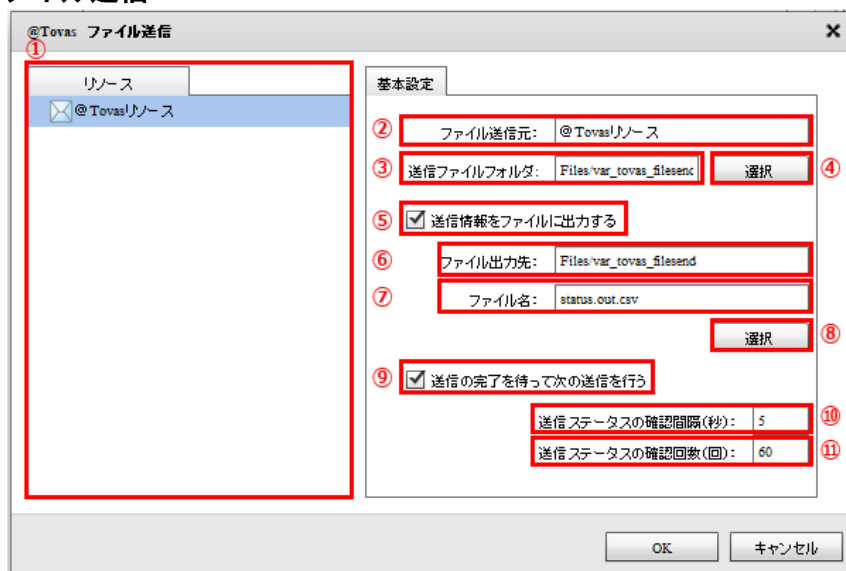 @Tovas ファイル送信
①
リソース
@Tovasリソース
基本設定
② ファイル送信元: @Tovasリソース
③ 送信ファイルフォルダ: Files/var_tovas_filesenc 選択 ④
⑤ 送信情報をファイルに出力する
⑥ ファイル出力先: Files/var_tovas_filesend
⑦ ファイル名: status.out.csv
選択 ⑧
⑨ 送信の完了を待って次の送信を行う
送信ステータスの確認間隔(秒): 5 ⑩
送信ステータスの確認回数(回): 60 ⑪
OK キャンセル